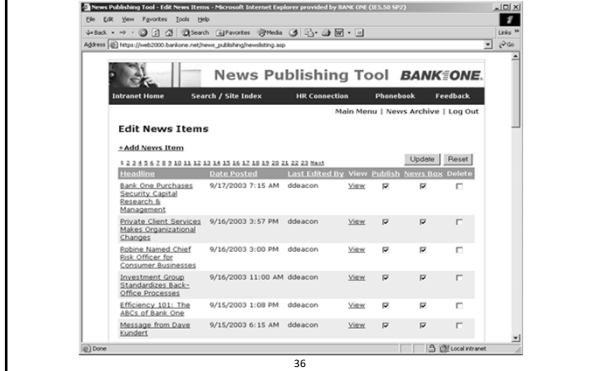 News Publishing Tool - Edit News Items - Microsoft Internet Explorer provided by BANK ONE (IE5.50 SP2)
File Edit View Favorites Tools Help
Back Search Favorites Media Links
Address https://web2000.bankone.net/news_publishing/newslisting.asp Go
News Publishing Tool BANK ONE.
Intranet Home Search / Site Index HR Connection Phonebook Feedback
Main Menu | News Archive | Log Out
Edit News Items
+Add News Item
1 2 3 4 5 6 7 8 9 10 11 12 13 14 15 16 17 18 19 20 21 22 23 Next Update Reset
Headline Date Posted Last Edited By View Publish News Box Delete
Bank One Purchases 9/17/2003 7:15 AM ddeacon View
Security Capital
Research &
Management
Private Client Services 9/16/2003 3:57 PM ddeacon View
Makes Organizational
Changes
Robine Named Chief 9/16/2003 3:00 PM ddeacon View
Risk Officer for
Consumer Businesses
Investment Group 9/16/2003 11:00 AM ddeacon View
Standardizes Back-
Office Processes
Efficiency 101: The 9/15/2003 1:08 PM ddeacon View
ABCs of Bank One
Message from Dave 9/15/2003 6:15 AM ddeacon View
Kundert
Done Local intranet
36